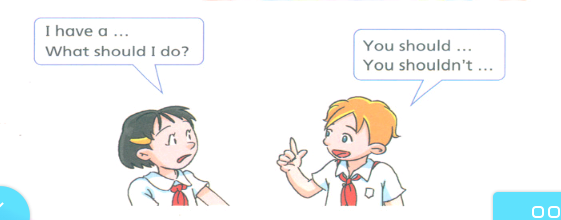 I have a ...
What should I do?
You should ...
You shouldn't ...